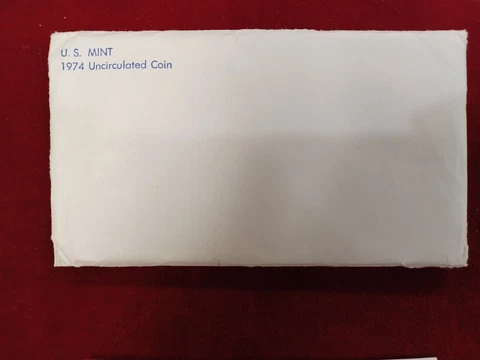 U. S. MINT
1974 Uncirculated Coin